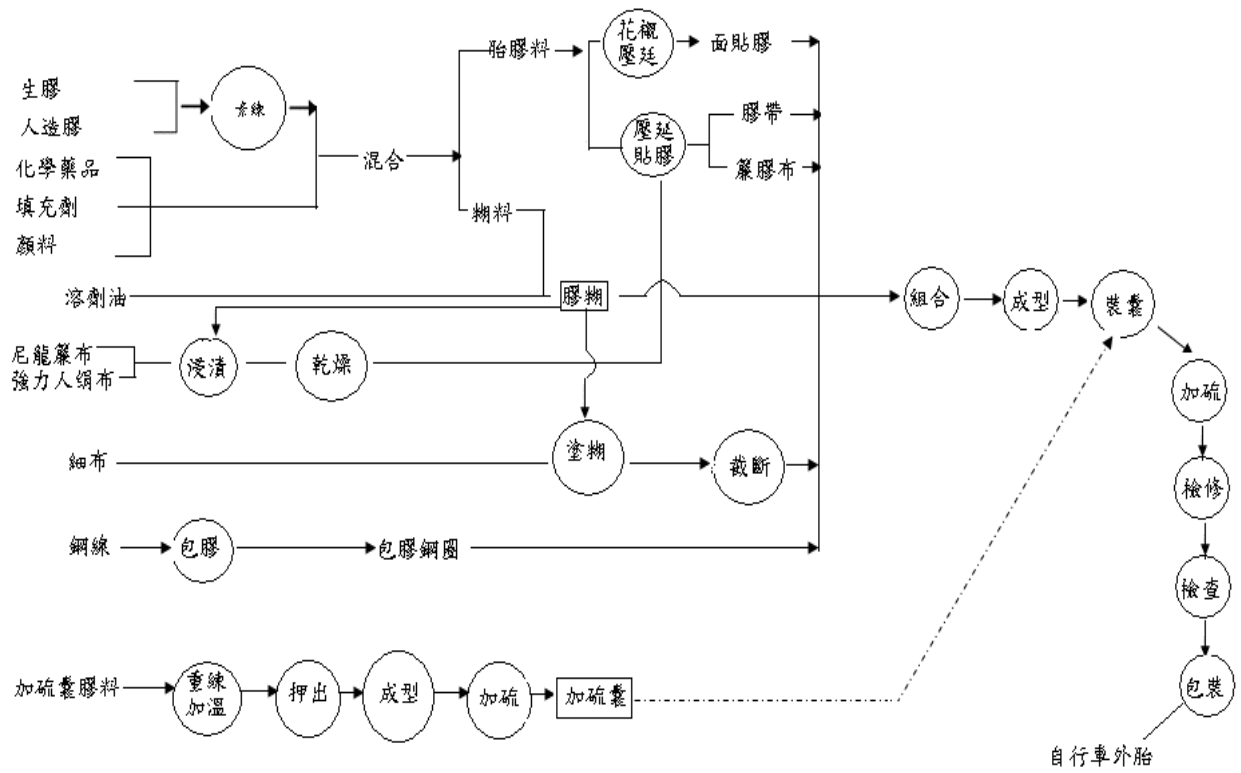 生膠
人造膠
素練
化學藥品
填充劑
顏料
混合
胎膠料
花襯
壓延
面貼膠
壓延
貼膠
膠帶
簾膠布
糊料
溶劑油
膠糊
尼龍簾布
強力人绢布
浸漬
乾燥
細布
塗糊
截斷
鋼線
包膠
包膠鋼圈
組合
成型
裝囊
加硫
檢修
檢查
包裝
自行車外胎
加硫囊膠料
重練
加溫
押出
成型
加硫
加硫囊